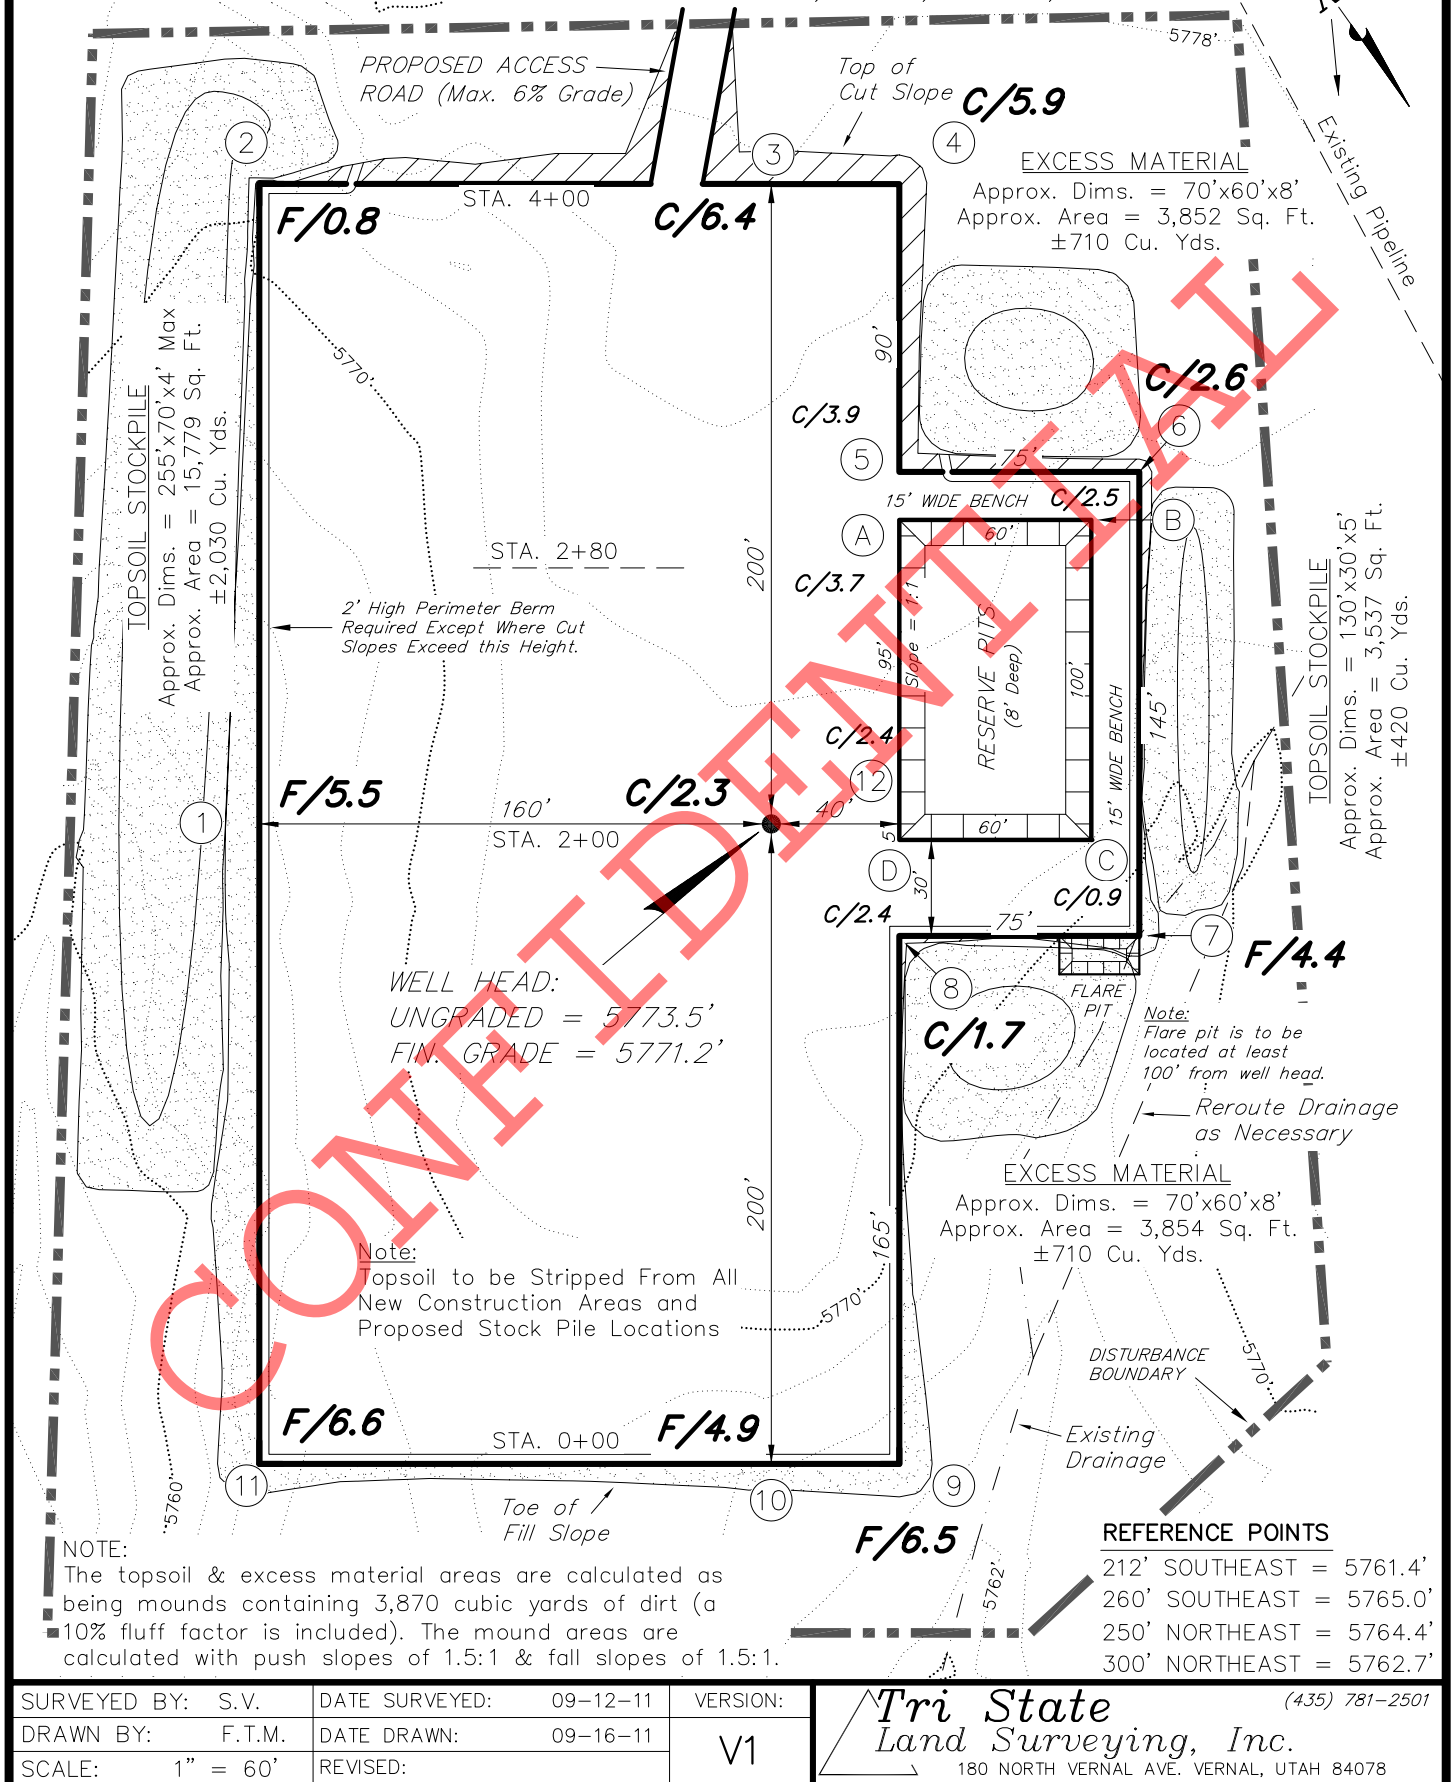 5778'
PROPOSED ACCESS
ROAD (Max. 6% Grade)
Top of
Cut Slope
C/5.9
Existing Pipeline
2
3
4
EXCESS MATERIAL
Approx. Dims. = 70'x60'x8'
Approx. Area = 3,852 Sq. Ft.
±710 Cu. Yds.
STA. 4+00
F/0.8
C/6.4
5770'
90'
C/2.6
C/3.9
6
5
75'
15' WIDE BENCH
C/2.5
TOPSOIL STOCKPILE
Approx. Dims. = 255'x70'x4' Max
Approx. Area = 15,779 Sq. Ft.
±2,030 Cu. Yds.
A
60'
B
STA. 2+80
200'
C/3.7
2' High Perimeter Berm
Required Except Where Cut
Slopes Exceed this Height.
95'
Slope = 1:1
RESERVE PITS
(8' Deep)
100'
15' WIDE BENCH
145'
TOPSOIL STOCKPILE
Approx. Dims. = 130'x30'x5'
Approx. Area = 3,537 Sq. Ft.
±420 Cu. Yds.
C/2.4
12
F/5.5
C/2.3
1
160'
40'
STA. 2+00
5'
60'
D
C
30'
C/0.9
C/2.4
75'
7
F/4.4
WELL HEAD:
UNGRADED = 5773.5'
FIN. GRADE = 5771.2'
8
C/1.7
FLARE
PIT
Note:
Flare pit is to be
located at least
100' from well head.
Reroute Drainage
as Necessary
EXCESS MATERIAL
Approx. Dims. = 70'x60'x8'
Approx. Area = 3,854 Sq. Ft.
±710 Cu. Yds.
200'
165'
Note:
Topsoil to be Stripped From All
New Construction Areas and
Proposed Stock Pile Locations
5770'
DISTURBANCE
BOUNDARY
5770'
F/6.6
F/4.9
STA. 0+00
Existing
Drainage
11
10
9
5760
Toe of
Fill Slope
F/6.5
5762'
CONFIDENTIAL
NOTE:
The topsoil & excess material areas are calculated as
being mounds containing 3,870 cubic yards of dirt (a
10% fluff factor is included). The mound areas are
calculated with push slopes of 1.5:1 & fall slopes of 1.5:1.
REFERENCE POINTS
212' SOUTHEAST = 5761.4'
260' SOUTHEAST = 5765.0'
250' NORTHEAST = 5764.4'
300' NORTHEAST = 5762.7'
SURVEYED BY: S.V.
DATE SURVEYED: 09-12-11
VERSION:
DRAWN BY: F.T.M.
DATE DRAWN: 09-16-11
V1
SCALE: 1" = 60'
REVISED:
Tri State
Land Surveying, Inc.
180 NORTH VERNAL AVE. VERNAL, UTAH 84078
(435) 781-2501